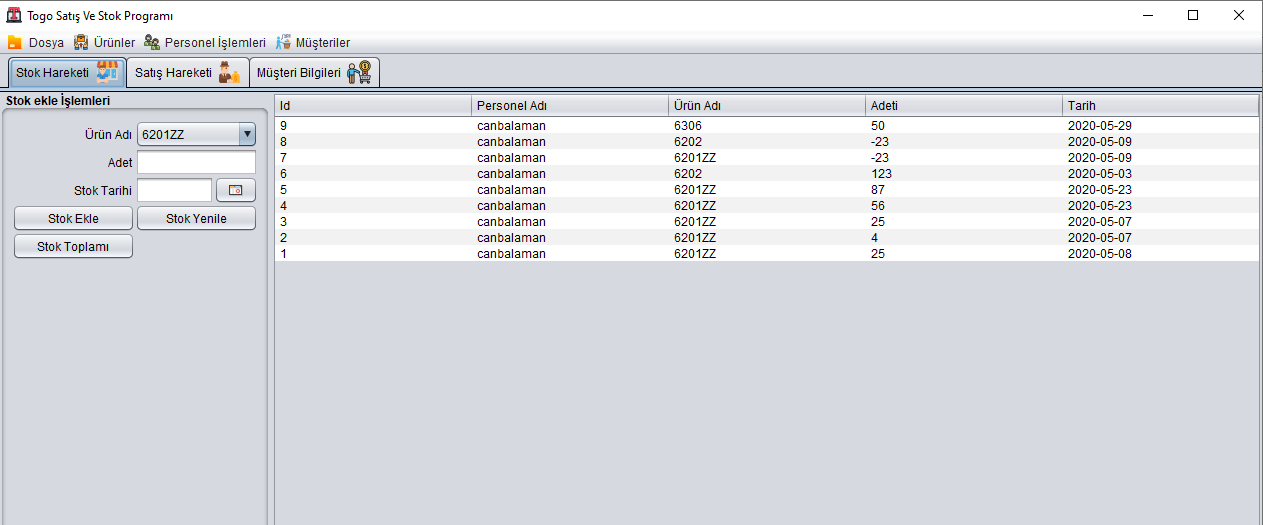 Togo Satış Ve Stok Programı
Dosya Ürünler Personel İşlemleri Müşteriler
Stok Hareketi Satış Hareketi Müşteri Bilgileri
Stok ekle İşlemleri
Ürün Adı 6201ZZ
Adet
Stok Tarihi
Stok Ekle Stok Yenile
Stok Toplamı
Id Personel Adı Ürün Adı Adeti Tarih
9 canbalaman 6306 50 2020-05-29
8 canbalaman 6202 -23 2020-05-09
7 canbalaman 6201ZZ -23 2020-05-09
6 canbalaman 6202 123 2020-05-03
5 canbalaman 6201ZZ 87 2020-05-23
4 canbalaman 6201ZZ 56 2020-05-23
3 canbalaman 6201ZZ 25 2020-05-07
2 canbalaman 6201ZZ 4 2020-05-07
1 canbalaman 6201ZZ 25 2020-05-08